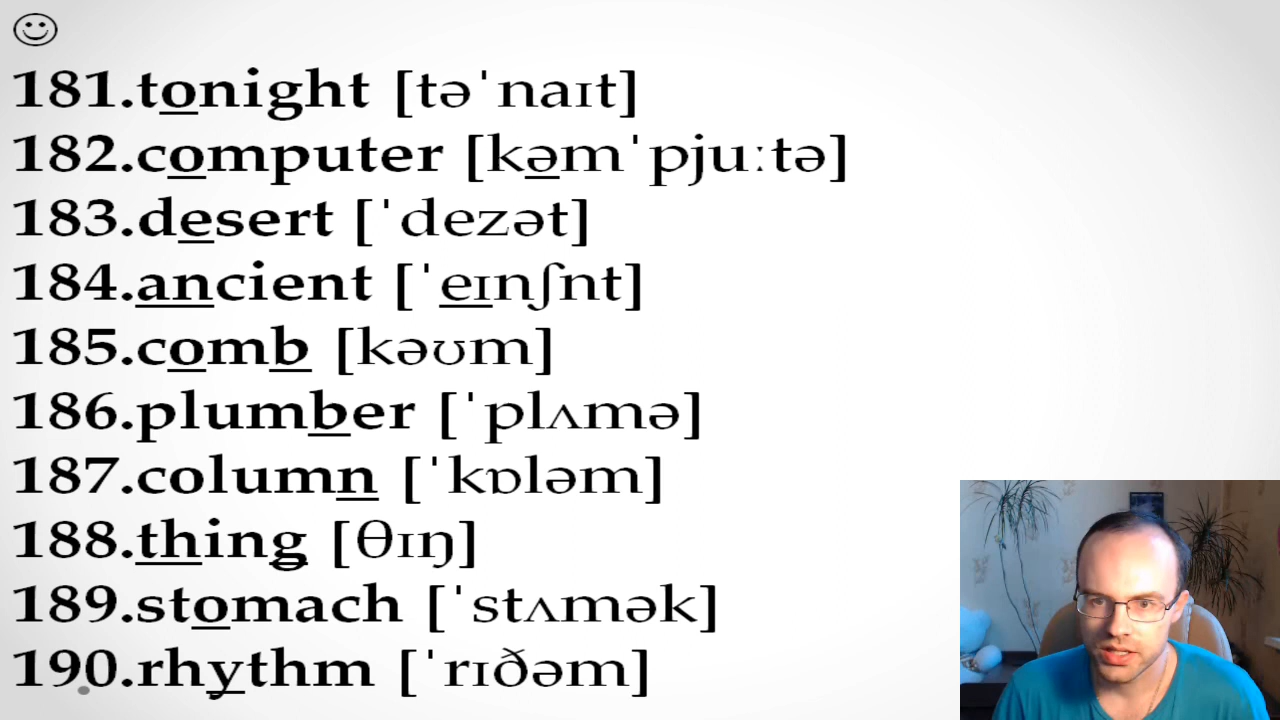 181.tonight [təˈnaɪt]
182.computer [kəmˈpjuːtə]
183.desert [ˈdezət]
184.ancient [ˈeɪnʃnt]
185.comb [kəʊm]
186.plumber [ˈplʌmə]
187.column [ˈkɒləm]
188.thing [θɪŋ]
189.stomach [ˈstʌmək]
190.rhythm [ˈrɪðəm]